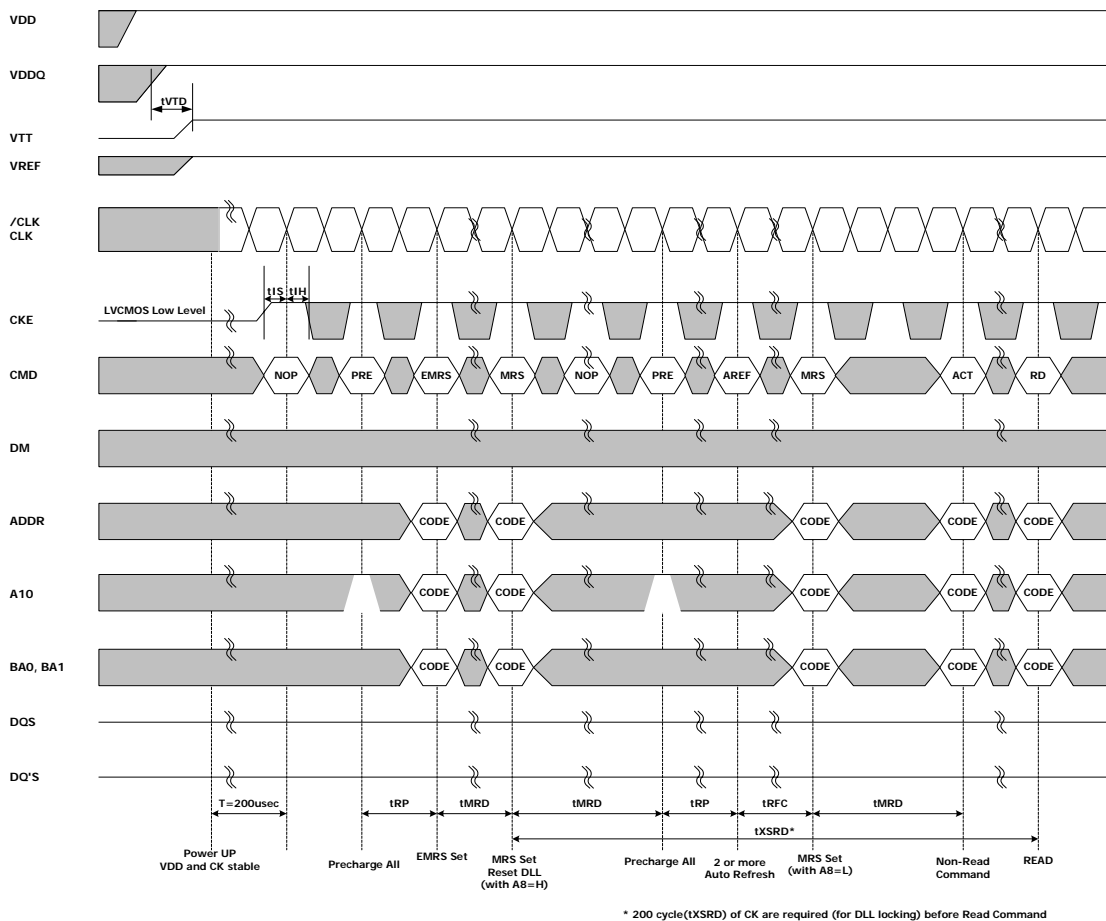 VDD
VDDQ
tVTD
VTT
VREF
/CLK
CLK
tIS tIH
CKE
LVCMOS Low Level
CMD
NOP PRE EMRS MRS NOP PRE AREF MRS ACT RD
DM
ADDR
CODE CODE CODE CODE CODE
A10
CODE CODE CODE CODE CODE
BA0, BA1
CODE CODE CODE CODE CODE
DQS
DQ'S
T=200usec tRP tMRD tMRD tRP tRFC tMRD
tXSRD*
Power UP
VDD and CK stable
Precharge All
EMRS Set
MRS Set
Reset DLL
(with A8=H)
Precharge All
2 or more
Auto Refresh
MRS Set
(with A8=L)
Non-Read
Command
READ
* 200 cycle(tXSRD) of CK are required (for DLL locking) before Read Command